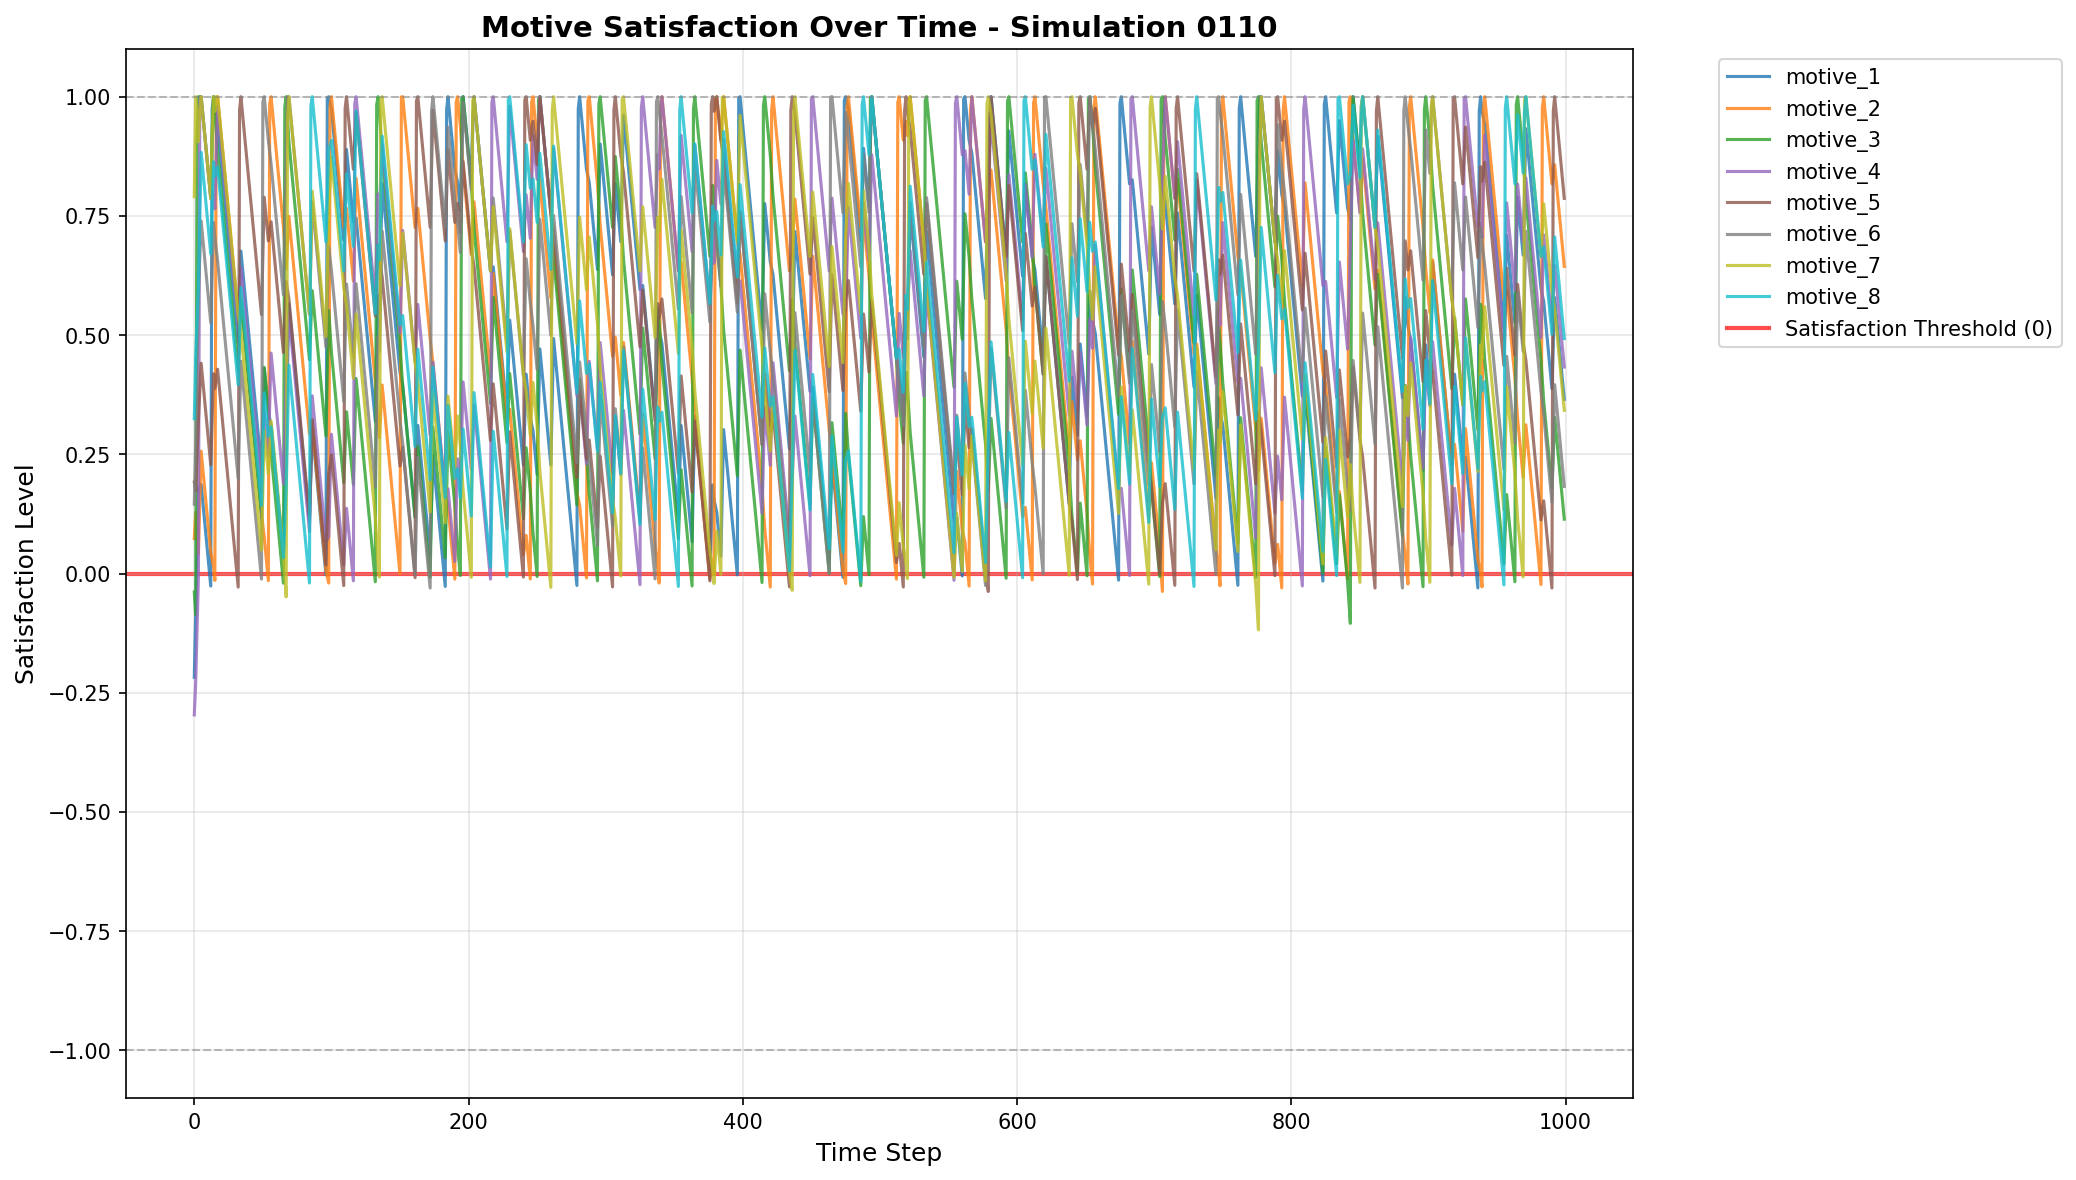 Motive Satisfaction Over Time - Simulation 0110
Satisfaction Level
1.00
0.75
0.50
0.25
0.00
−0.25
−0.50
−0.75
−1.00
0
200
400
600
800
1000
Time Step
motive_1
motive_2
motive_3
motive_4
motive_5
motive_6
motive_7
motive_8
Satisfaction Threshold (0)